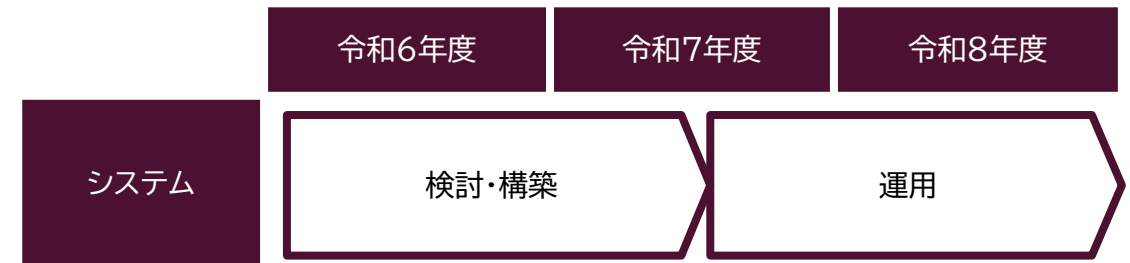 令和6年度
令和7年度
令和8年度
システム
検討・構築
運用